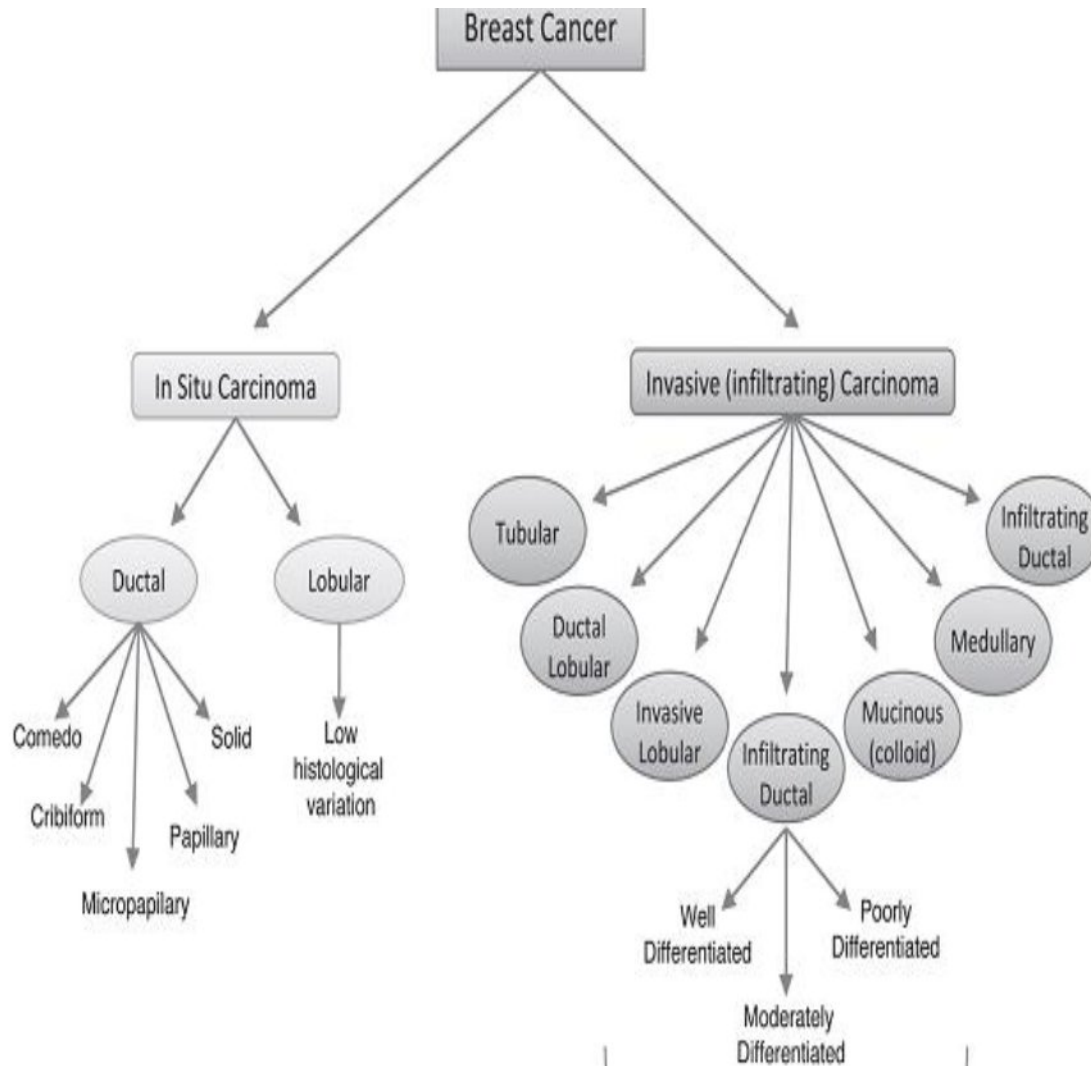 Breast Cancer
In Situ Carcinoma
Invasive (infiltrating) Carcinoma
Ductal
Lobular
Comedo
Cribiform
Micropapilary
Papillary
Solid
Low
histological
variation
Tubular
Ductal
Lobular
Invasive
Lobular
Infiltrating
Ductal
Mucinous
(colloid)
Medullary
Infiltrating
Ductal
Well
Differentiated
Moderately
Differentiated
Poorly
Differentiated